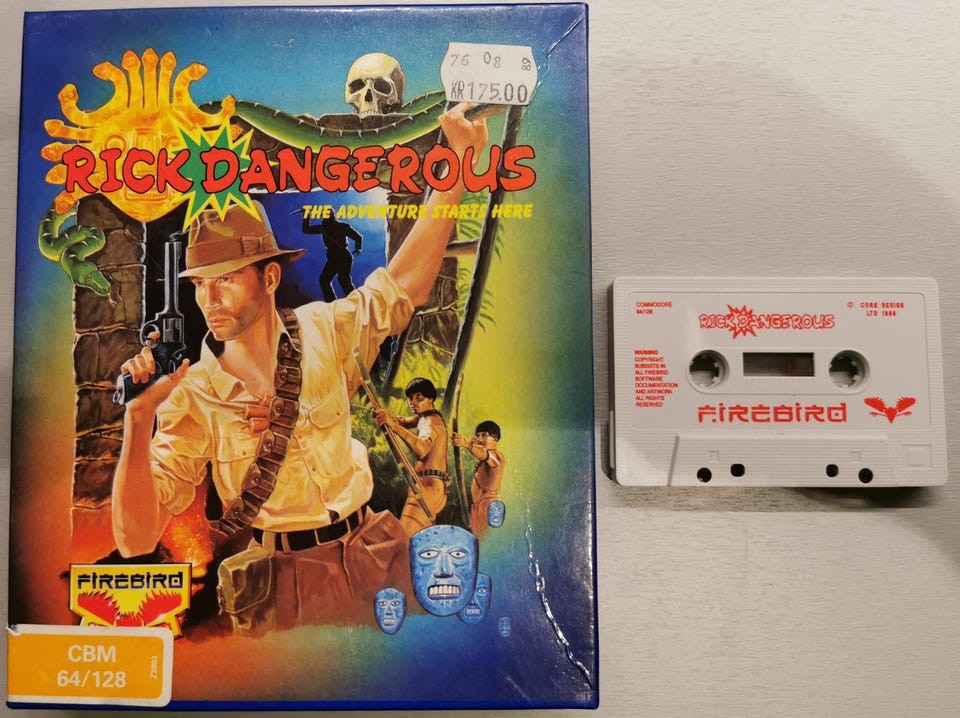 76 08 89
KR175.00
RICK DANGEROUS
THE ADVENTURE STARTS HERE
FIREBIRD
CBM
64/128
Z3003
COMMODORE
64/128
RICK DANGEROUS
© CORE DESIGN
LTD 1989
WARNING
COPYRIGHT
SUBSISTS IN
ALL FIREBIRD
SOFTWARE
DOCUMENTATION
AND ARTWORK
ALL RIGHTS
RESERVED
FIREBIRD